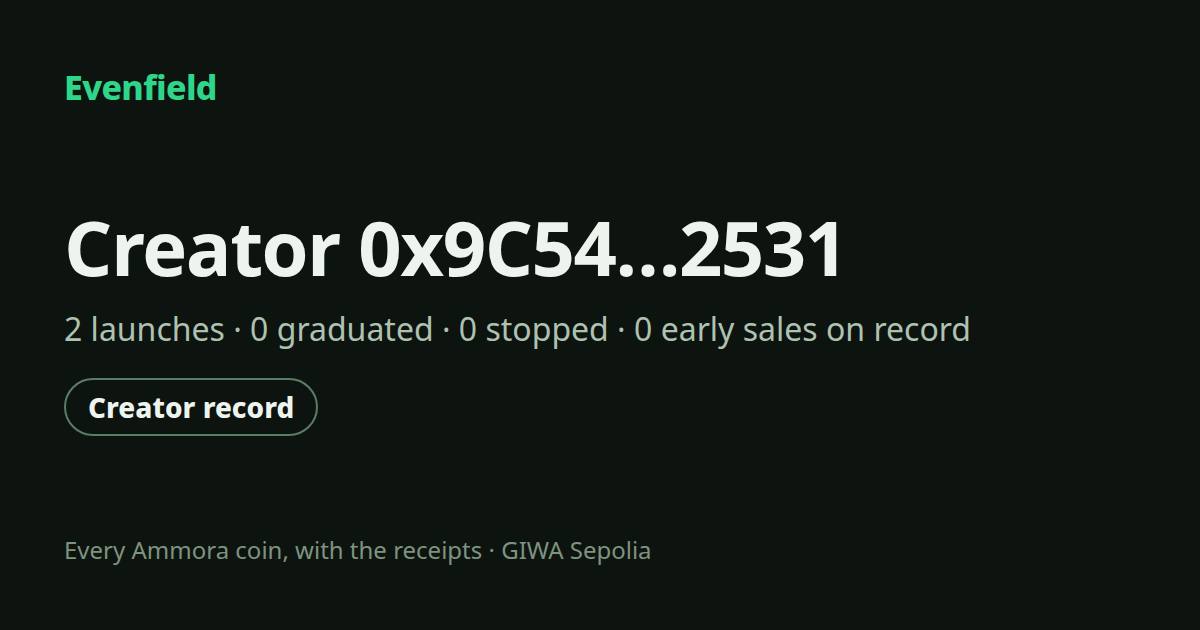 Evenfield
Creator 0x9C54…2531
2 launches · 0 graduated · 0 stopped · 0 early sales on record
Creator record
Every Ammora coin, with the receipts · GIWA Sepolia